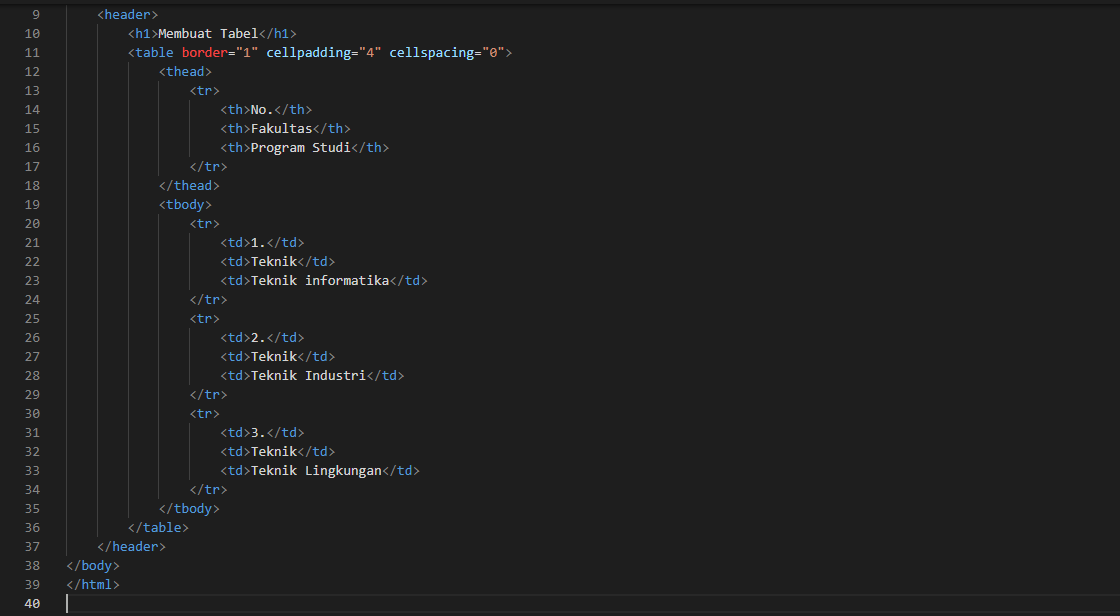 9 <header>
10 <h1>Membuat Tabel</h1>
11 <table border="1" cellpadding="4" cellspacing="0">
12 <thead>
13 <tr>
14 <th>No.</th>
15 <th>Fakultas</th>
16 <th>Program Studi</th>
17 </tr>
18 </thead>
19 <tbody>
20 <tr>
21 <td>1.</td>
22 <td>Teknik</td>
23 <td>Teknik informatika</td>
24 </tr>
25 <tr>
26 <td>2.</td>
27 <td>Teknik</td>
28 <td>Teknik Industri</td>
29 </tr>
30 <tr>
31 <td>3.</td>
32 <td>Teknik</td>
33 <td>Teknik Lingkungan</td>
34 </tr>
35 </tbody>
36 </table>
37 </header>
38 </body>
39 </html>
40